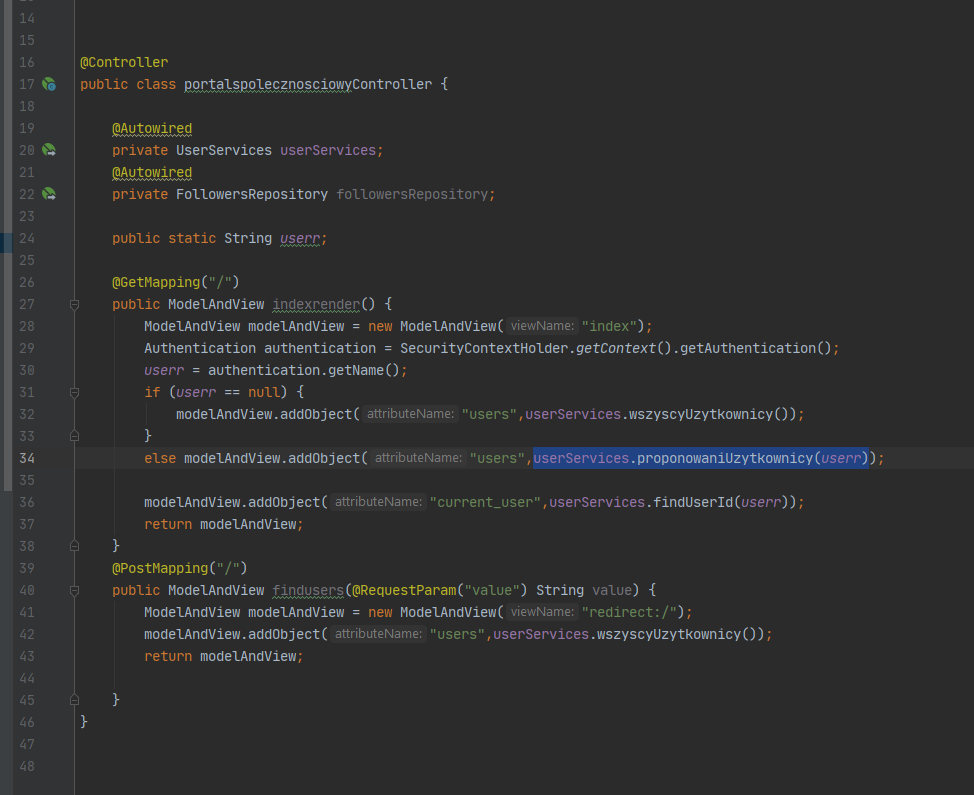 14
15
16 @Controller
17 public class portalspolecznosciowyController {
18
19 @Autowired
20 private UserServices userServices;
21 @Autowired
22 private FollowersRepository followersRepository;
23
24 public static String userr;
25
26 @GetMapping("/")
27 public ModelAndView indexrender() {
28 ModelAndView modelAndView = new ModelAndView( viewName: "index");
29 Authentication authentication = SecurityContextHolder.getContext().getAuthentication();
30 userr = authentication.getName();
31 if (userr == null) {
32 modelAndView.addObject( attributeName: "users",userServices.wszyscyUzytkownicy());
33 }
34 else modelAndView.addObject( attributeName: "users",userServices.proponowaniUzytkownicy(userr));
35
36 modelAndView.addObject( attributeName: "current_user",userServices.findUserId(userr));
37 return modelAndView;
38 }
39 @PostMapping("/")
40 public ModelAndView findusers(@RequestParam("value") String value) {
41 ModelAndView modelAndView = new ModelAndView( viewName: "redirect:/");
42 modelAndView.addObject( attributeName: "users",userServices.wszyscyUzytkownicy());
43 return modelAndView;
44
45 }
46 }
47
48